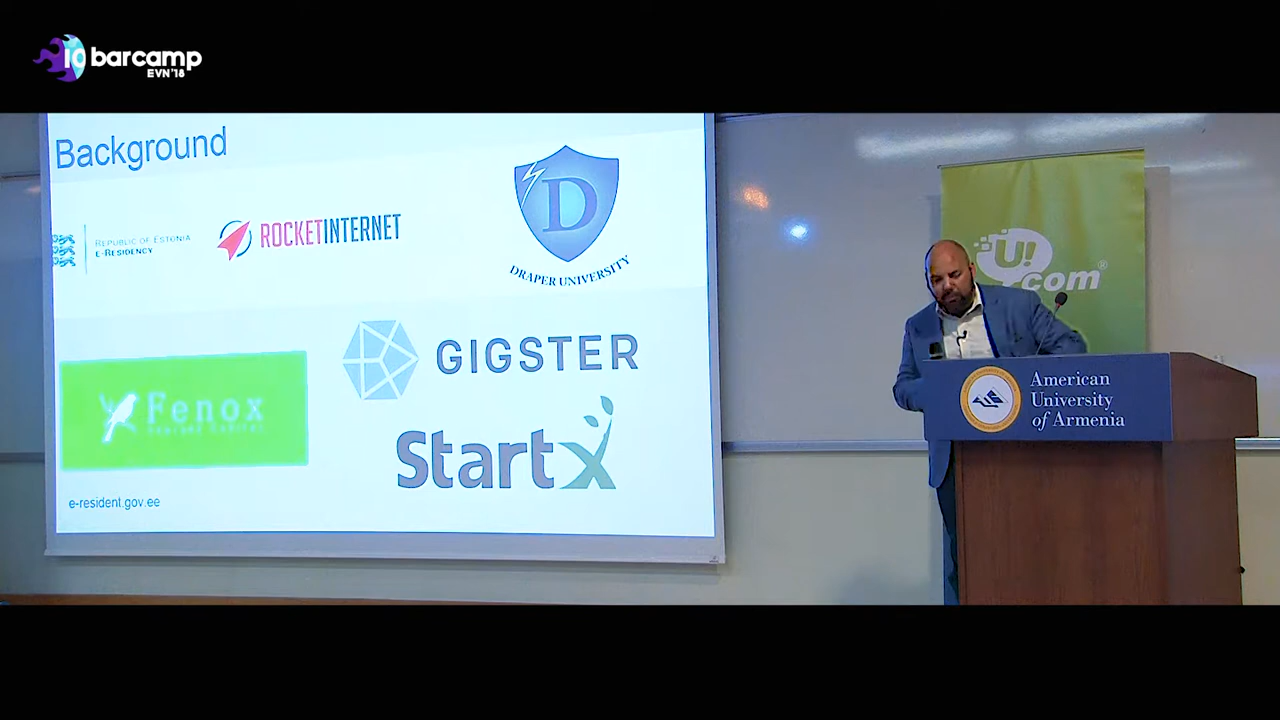 10 barcamp
EVN'18
Background
REPUBLIC OF ESTONIA
E-RESIDENCY
ROCKETINTERNET
D
DRAPER UNIVERSITY
GIGSTER
Fenox
StartX
e-resident.gov.ee
U!com®
American
University
of Armenia